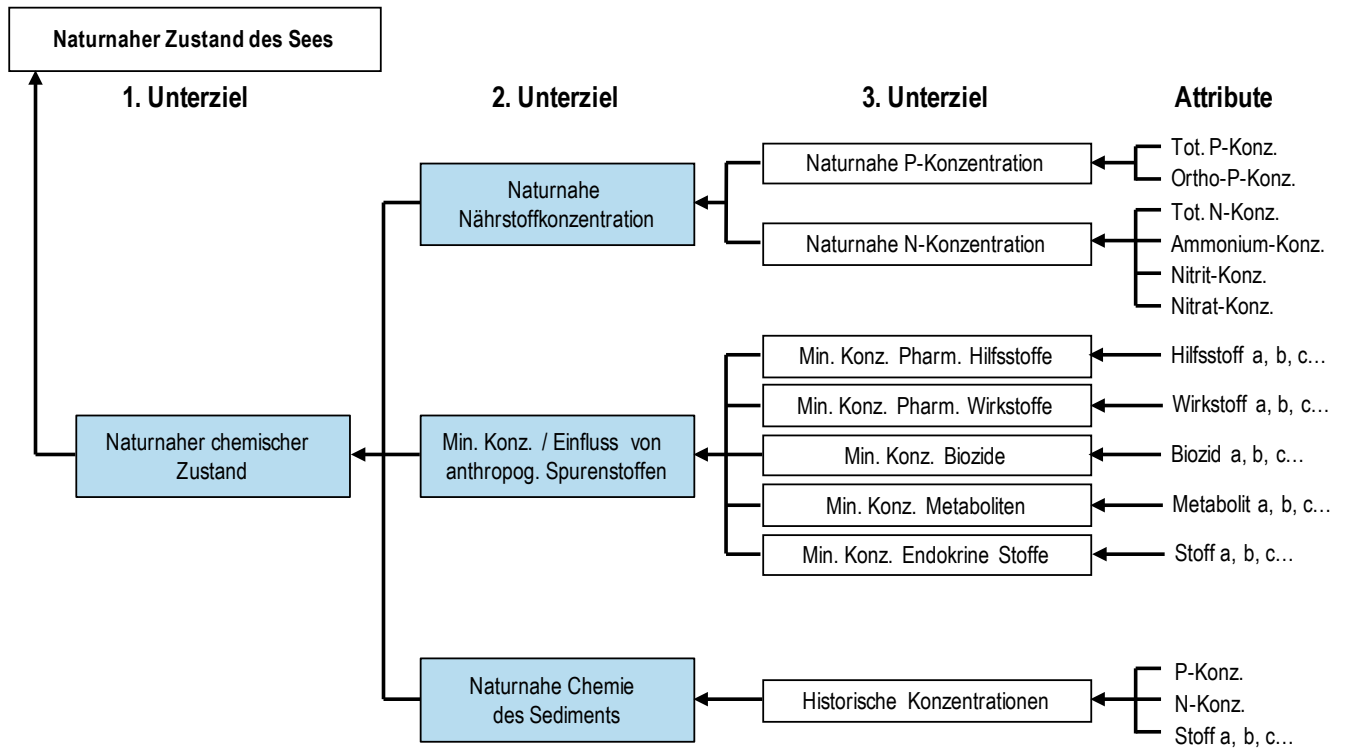 Naturnaher Zustand des Sees
1. Unterziel
2. Unterziel
3. Unterziel
Attribute
Naturnahe
Nährstoffkonzentration
Naturnahe P-Konzentration
Tot. P-Konz.
Ortho-P-Konz.
Naturnahe N-Konzentration
Tot. N-Konz.
Ammonium-Konz.
Nitrit-Konz.
Nitrat-Konz.
Naturnaher chemischer
Zustand
Min. Konz. / Einfluss von
anthropog. Spurenstoffen
Min. Konz. Pharm. Hilfsstoffe
Hilfsstoff a, b, c…
Min. Konz. Pharm. Wirkstoffe
Wirkstoff a, b, c…
Min. Konz. Biozide
Biozid a, b, c…
Min. Konz. Metaboliten
Metabolit a, b, c…
Min. Konz. Endokrine Stoffe
Stoff a, b, c…
Naturnahe Chemie
des Sediments
Historische Konzentrationen
P-Konz.
N-Konz.
Stoff a, b, c…